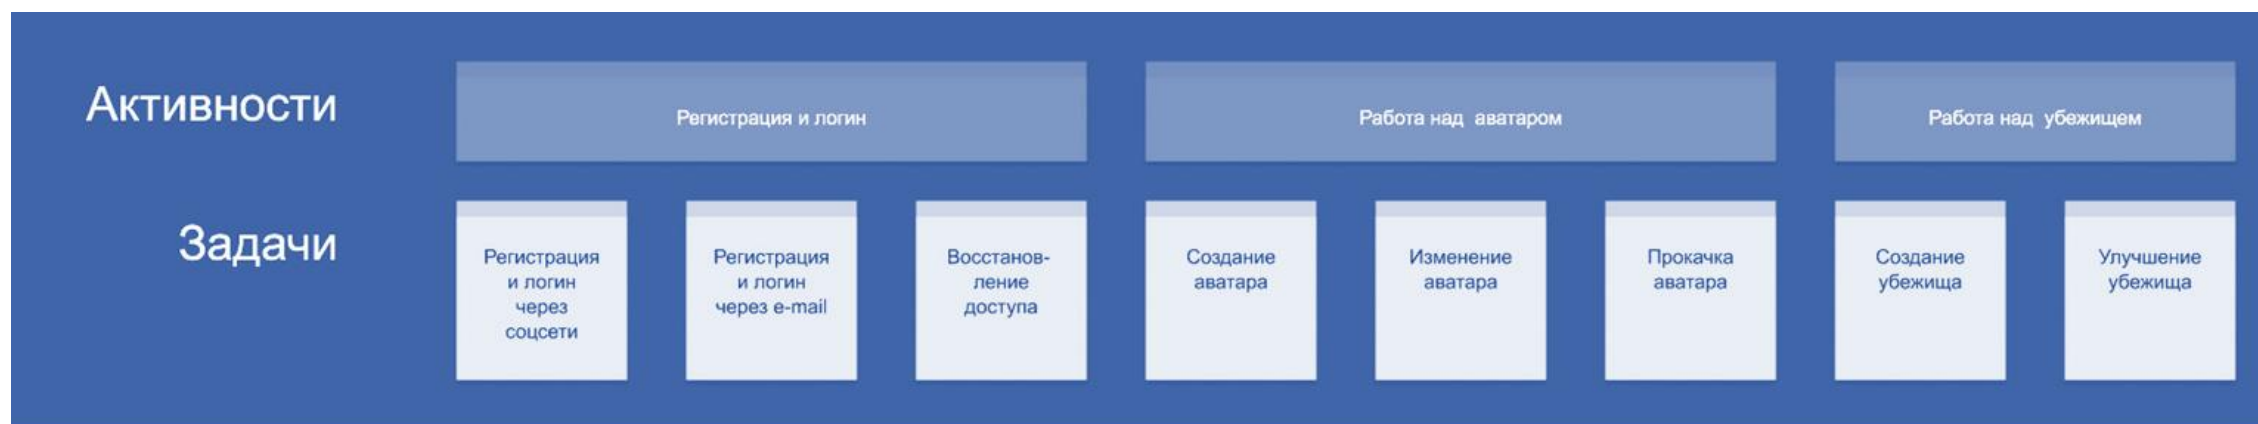 Активности
Регистрация и логин
Работа над аватаром
Работа над убежищем
Задачи
Регистрация
и логин
через
соцсети
Регистрация
и логин
через e-mail
Восстанов-
ление
доступа
Создание
аватара
Изменение
аватара
Прокачка
аватара
Создание
убежища
Улучшение
убежища